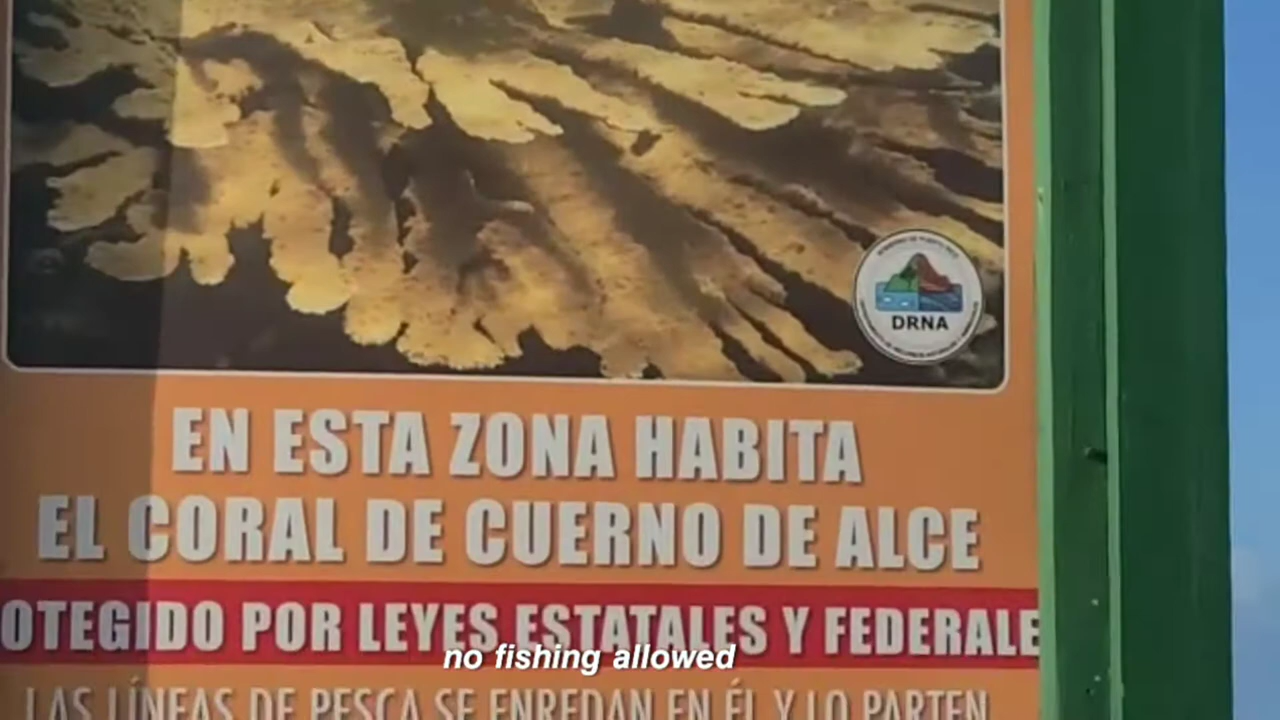 DRNA
EN ESTA ZONA HABITA
EL CORAL DE CUERNO DE ALCE
OTEGIDO POR LEYES ESTATALES Y FEDERALE
no fishing allowed
LAS LÍNEAS DE PESCA SE ENREDAN EN ÉL Y LO PARTEN